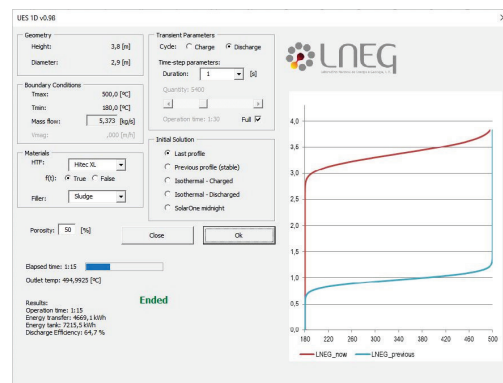 UES 1D v0.98
Geometry
Height: 3,8 [m]
Diameter: 2,9 [m]
Boundary Conditions
Tmax: 500,0 [ºC]
Tmin: 180,0 [ºC]
Mass flow: 5,373 [kg/s]
Vmag: ,000 [m/h]
Materials
HTF: Hitec XL
f(t): True False
Filler: Sludge
Porosity: 50 [%]
Transient Parameters
Cycle: Charge Discharge
Time-step parameters:
Duration: 1 [s]
Quantity: 5400
Operation time: 1:30 Full
Initial Solution
Last profile
Previous profile (stable)
Isothermal - Charged
Isothermal - Discharged
SolarOne midnight
Close Ok
Elapsed time: 1:15
Outlet temp: 494,9925 [ºC]
Ended
Results:
Operation time: 1:15
Energy transfer: 4669,1 kWh
Energy tank: 7215,5 kWh
Discharge Efficiency: 64,7 %
LNEG
4,0
3,5
3,0
2,5
2,0
1,5
1,0
0,5
0,0
180 220 260 300 340 380 420 460 500
LNEG_now LNEG_previous